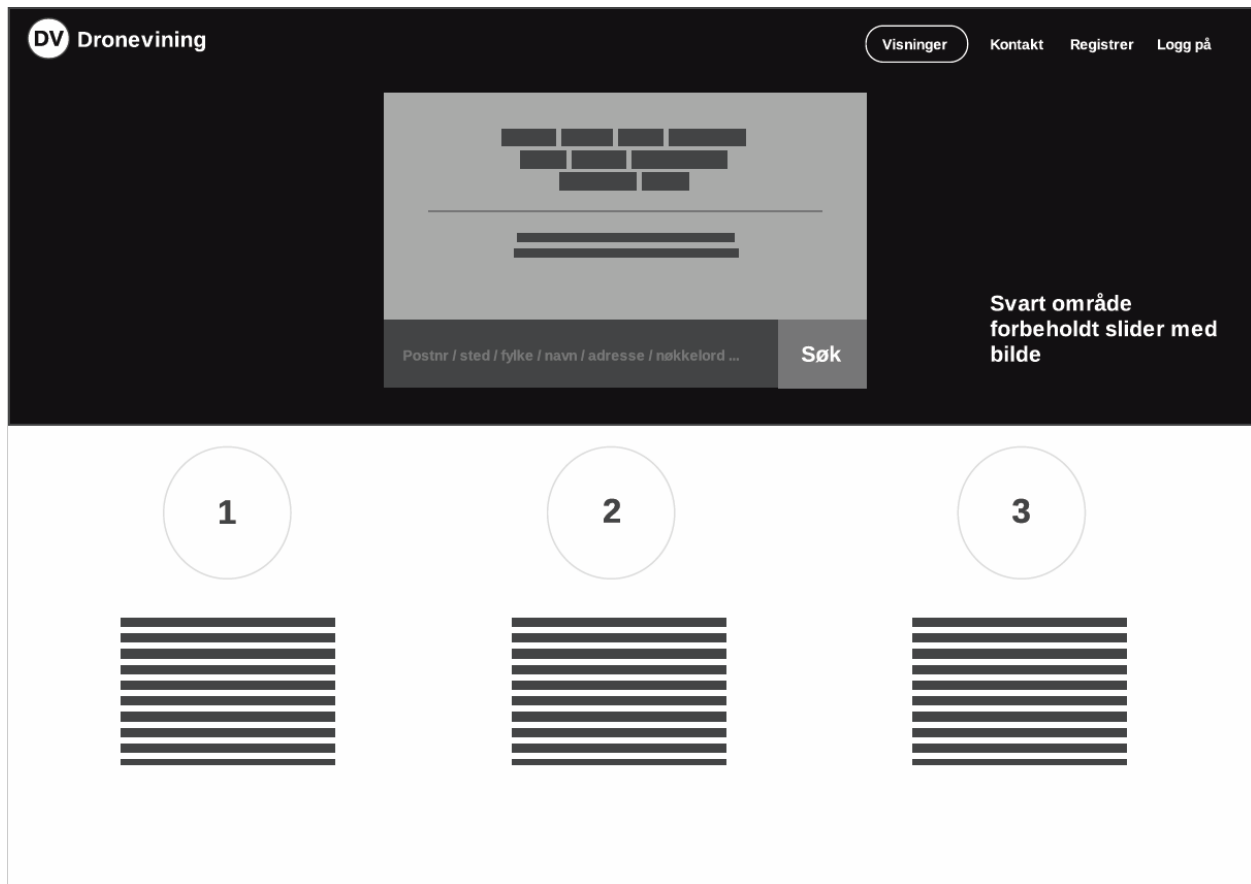 DV Dronevining
Visninger Kontakt Registrer Logg på
Svart område
forbeholdt slider med
bilde
Postnr / sted / fylke / navn / adresse / nøkkelord ...
Søk
1
2
3